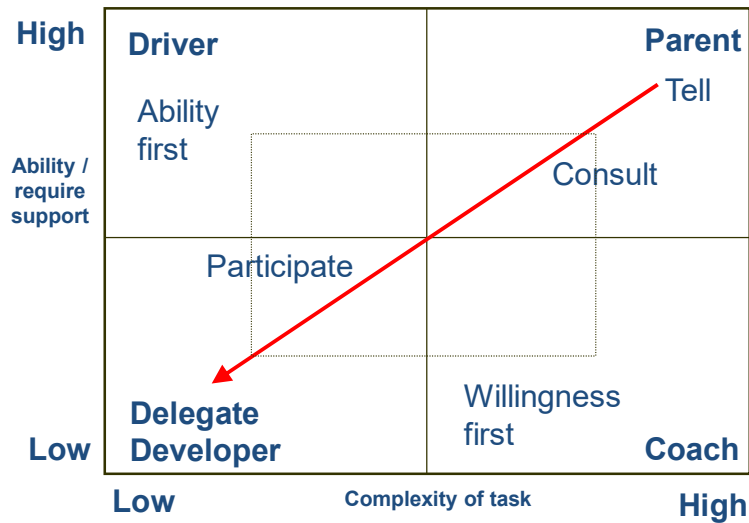 High
Driver
Parent
Tell
Ability
first
Ability /
require
support
Consult
Participate
Delegate
Developer
Willingness
first
Low
Coach
Low
Complexity of task
High